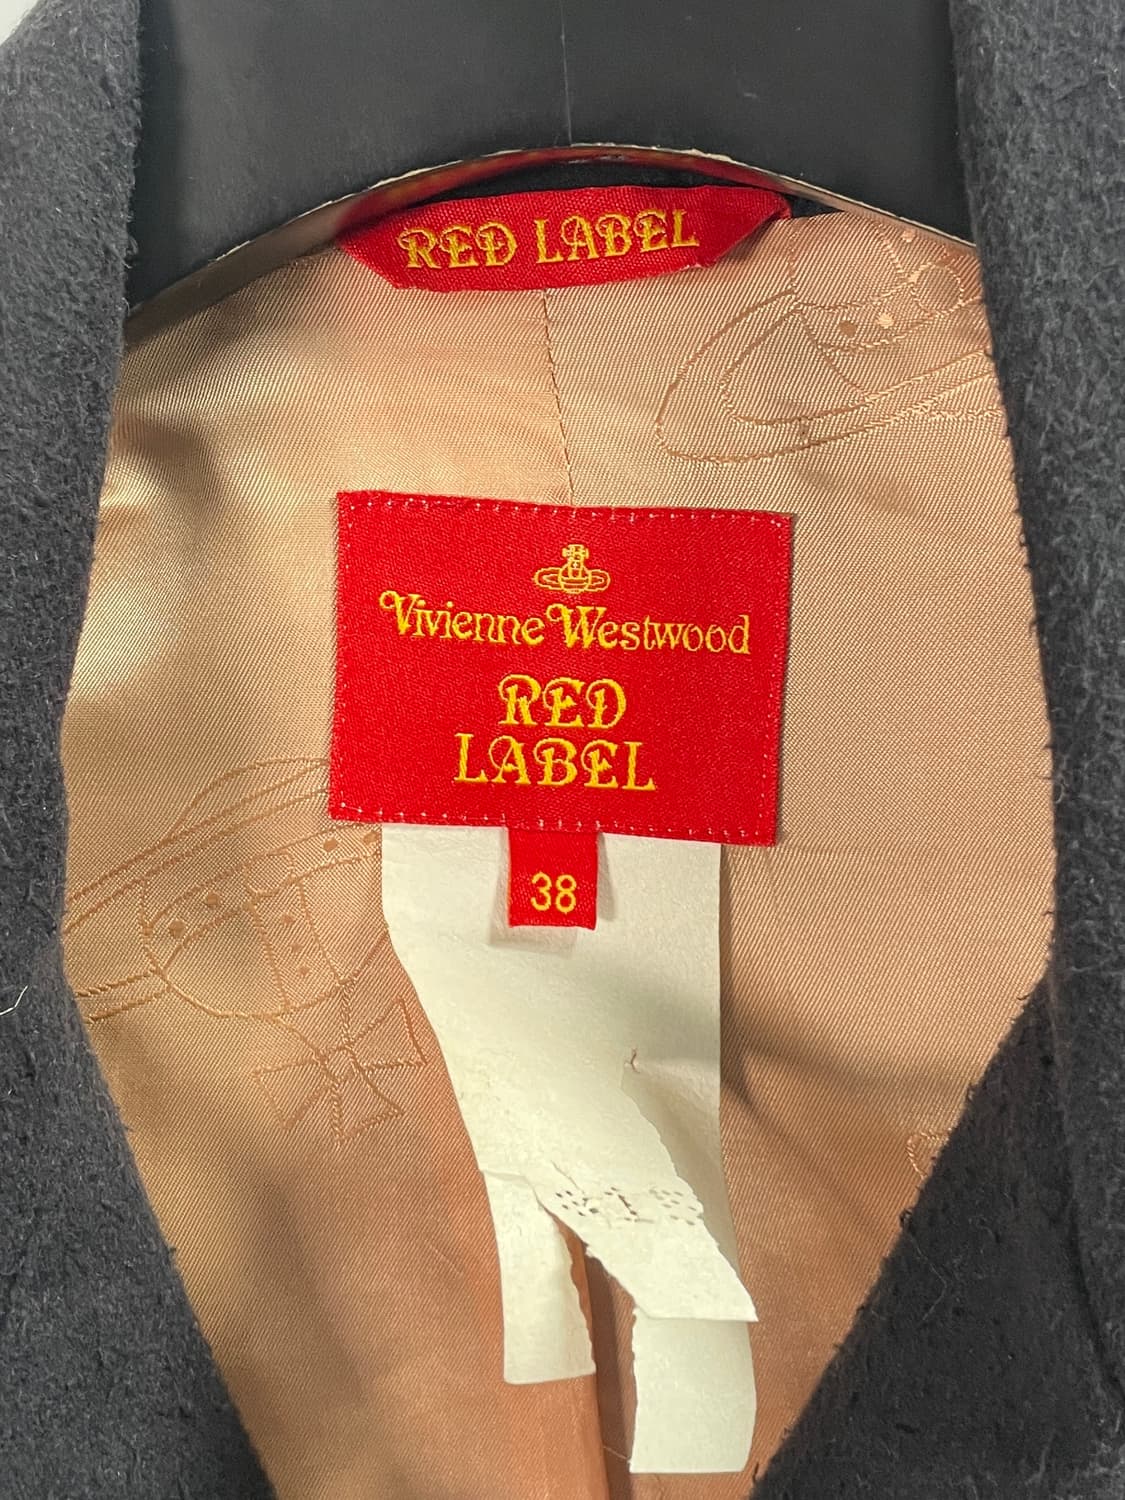 RED LABEL
Vivienne Westwood
RED
LABEL
38